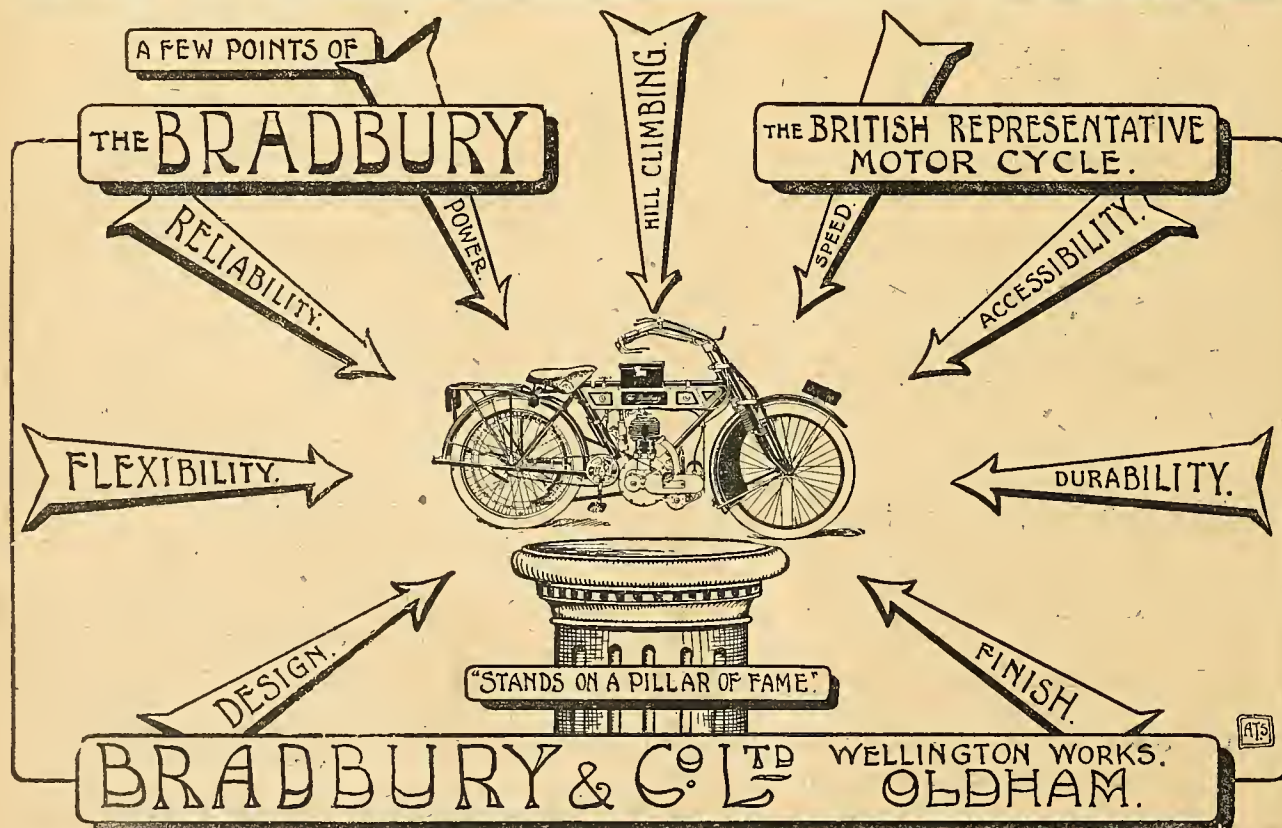 A FEW POINTS OF
THE BRADBURY
THE BRITISH REPRESENTATIVE
MOTOR CYCLE.
RELIABILITY.
POWER.
HILL CLIMBING.
SPEED.
ACCESSIBILITY.
FLEXIBILITY.
DURABILITY.
DESIGN.
FINISH.
"STANDS ON A PILLAR OF FAME".
BRADBURY & CO LTD
WELLINGTON WORKS.
OLDHAM.
A.T.S